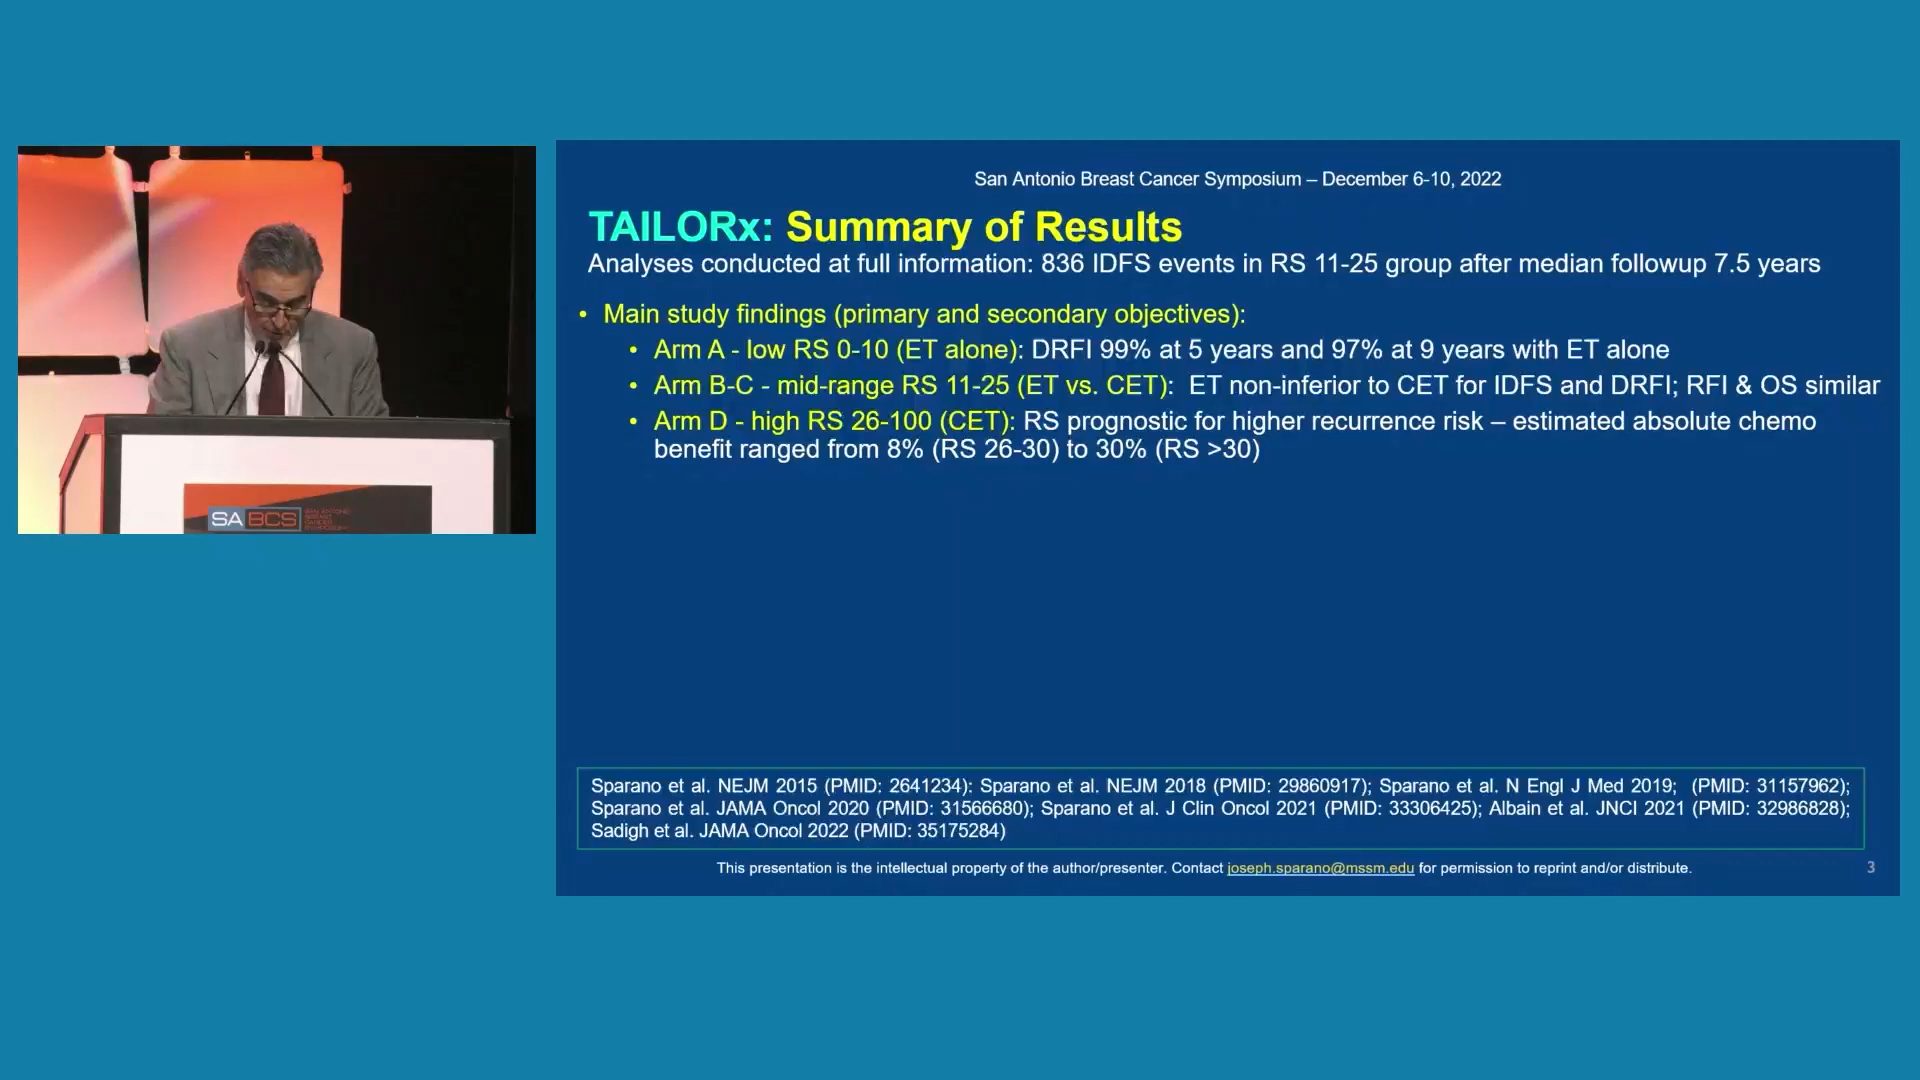 San Antonio Breast Cancer Symposium – December 6-10, 2022
TAILORx: Summary of Results
Analyses conducted at full information: 836 IDFS events in RS 11-25 group after median followup 7.5 years
• Main study findings (primary and secondary objectives):
• Arm A - low RS 0-10 (ET alone): DRFI 99% at 5 years and 97% at 9 years with ET alone
• Arm B-C - mid-range RS 11-25 (ET vs. CET): ET non-inferior to CET for IDFS and DRFI; RFI & OS similar
• Arm D - high RS 26-100 (CET): RS prognostic for higher recurrence risk – estimated absolute chemo
benefit ranged from 8% (RS 26-30) to 30% (RS >30)
SABCS
SAN ANTONIO
BREAST
CANCER
SYMPOSIUM
Sparano et al. NEJM 2015 (PMID: 2641234): Sparano et al. NEJM 2018 (PMID: 29860917); Sparano et al. N Engl J Med 2019; (PMID: 31157962);
Sparano et al. JAMA Oncol 2020 (PMID: 31566680); Sparano et al. J Clin Oncol 2021 (PMID: 33306425); Albain et al. JNCI 2021 (PMID: 32986828);
Sadigh et al. JAMA Oncol 2022 (PMID: 35175284)
This presentation is the intellectual property of the author/presenter. Contact joseph.sparano@mssm.edu for permission to reprint and/or distribute.
3